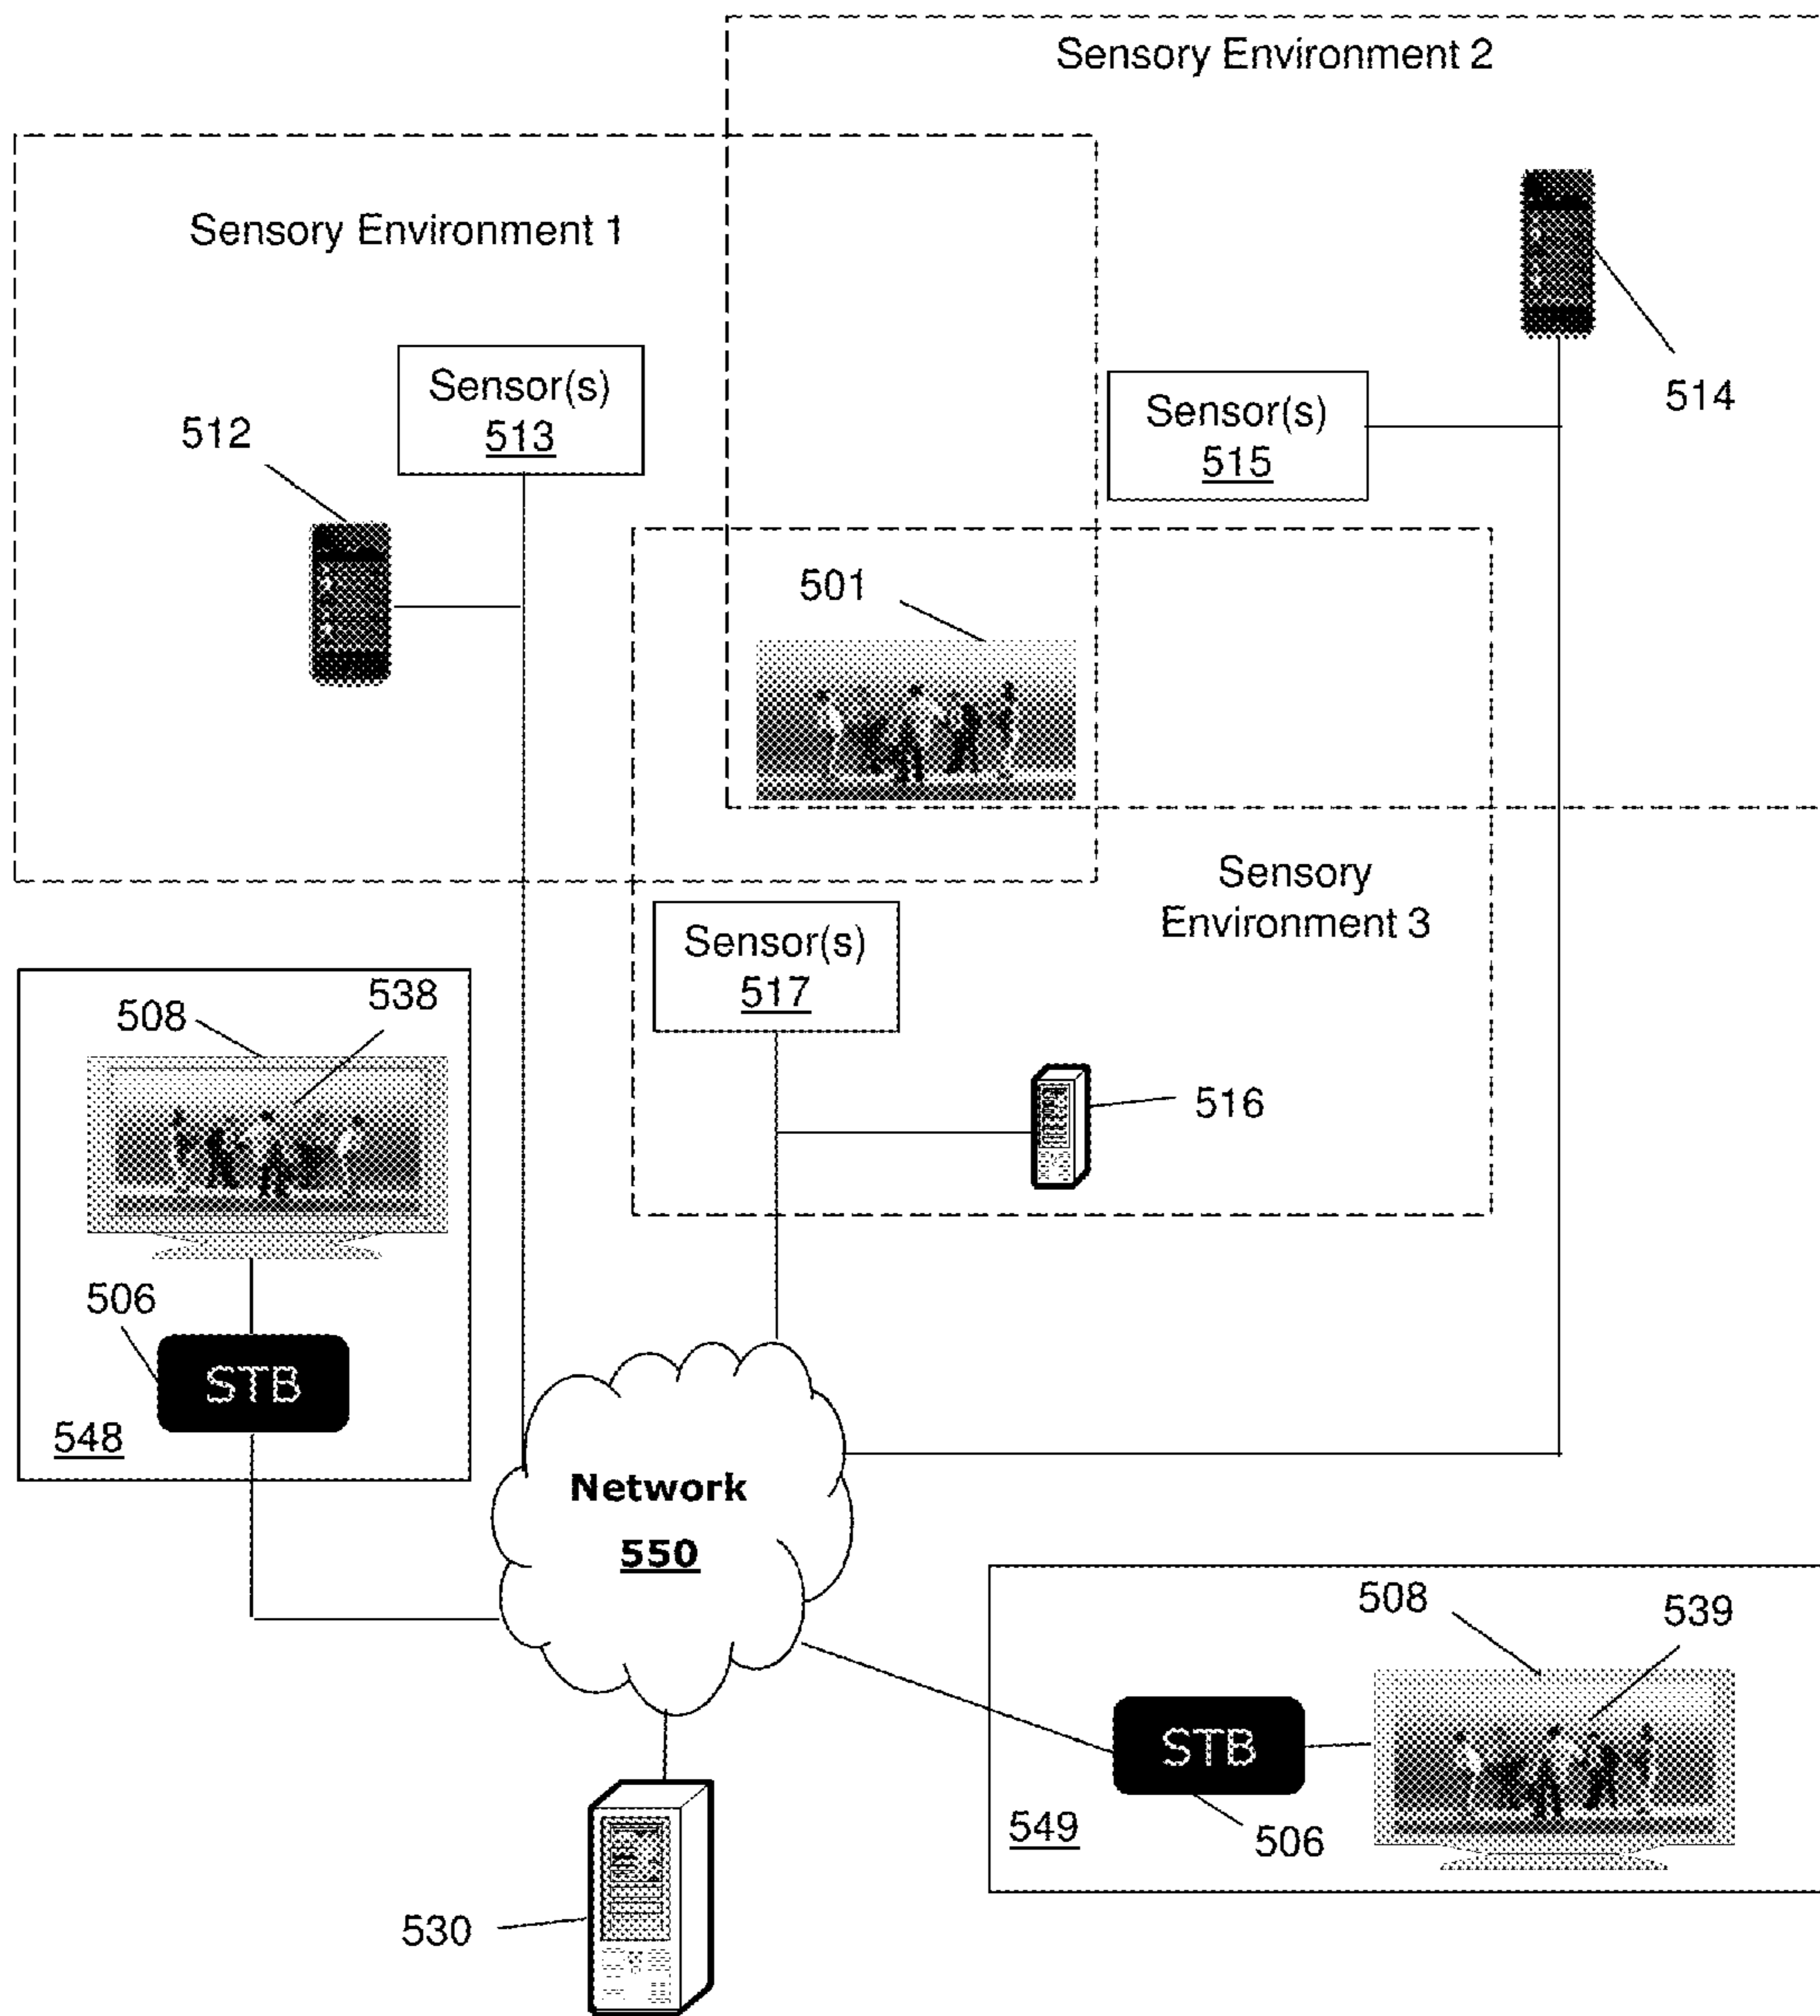 Sensory Environment 2
Sensory Environment 1
514
Sensor(s)
513
512
Sensor(s)
515
501
Sensory
Environment 3
Sensor(s)
517
516
508
538
506
STB
548
Network
550
508
539
STB
549
506
530